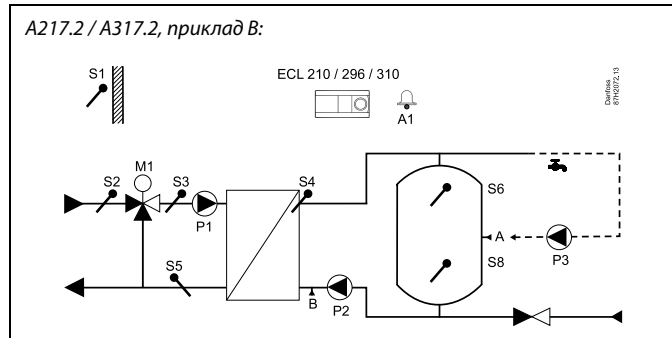 A217.2 / A317.2, приклад B:
S1
ECL 210 / 296 / 310
A1
Danfoss
87H2072.13
M1
S2
S3
S4
P1
S6
A
P3
S8
S5
B
P2